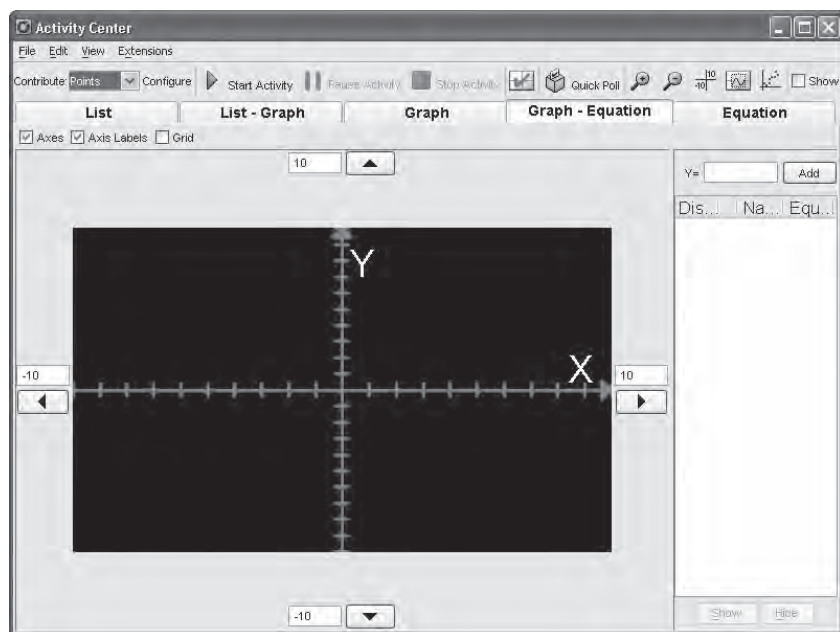 Activity Center
File Edit View Extensions
Contribute: Points Configure Start Activity Pause Activity Stop Activity Quick Poll 10 -10 Show
List List - Graph Graph Graph - Equation Equation
Axes Axis Labels Grid
10
Y= Add
Dis... Na... Equ...
Y
X
-10 10
-10
Show Hide